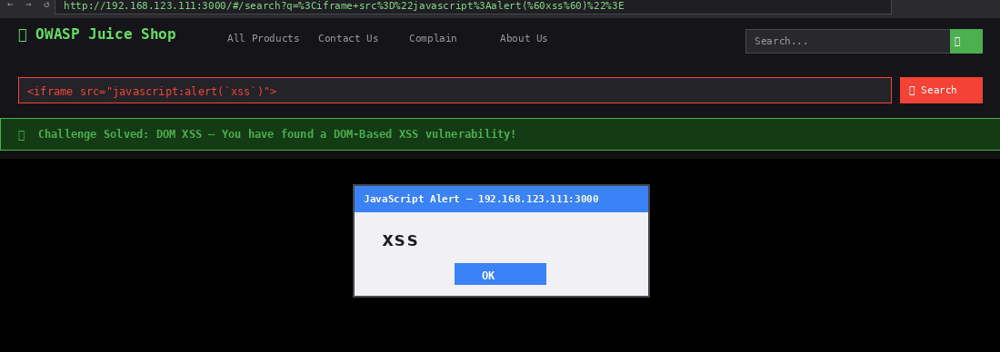 ← → ↺ http://192.168.123.111:3000/#/search?q=%3Ciframe+src%3D%22javascript%3Aalert(%60xss%60)%22%3E
OWASP Juice Shop All Products Contact Us Complain About Us Search...
<iframe src="javascript:alert(`xss`)"> Search
Challenge Solved: DOM XSS — You have found a DOM-Based XSS vulnerability!
JavaScript Alert — 192.168.123.111:3000
xss
OK